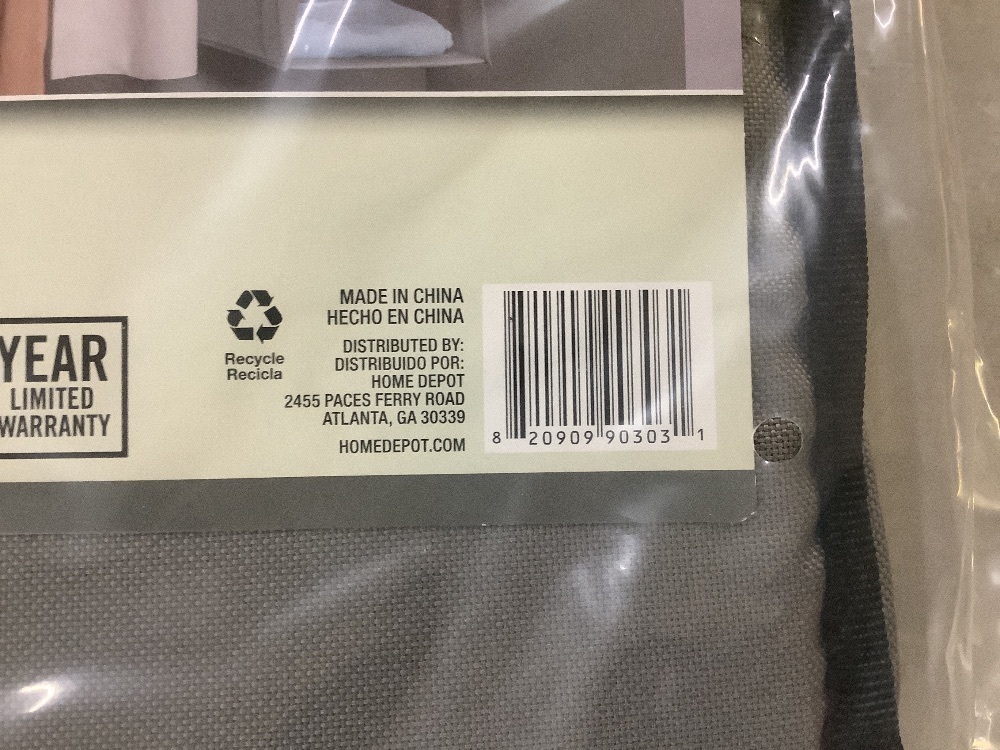 YEAR
LIMITED
WARRANTY
Recycle
Recicla
MADE IN CHINA
HECHO EN CHINA
DISTRIBUTED BY:
DISTRIBUIDO POR:
HOME DEPOT
2455 PACES FERRY ROAD
ATLANTA, GA 30339
HOMEDEPOT.COM
8 20909 90303 1